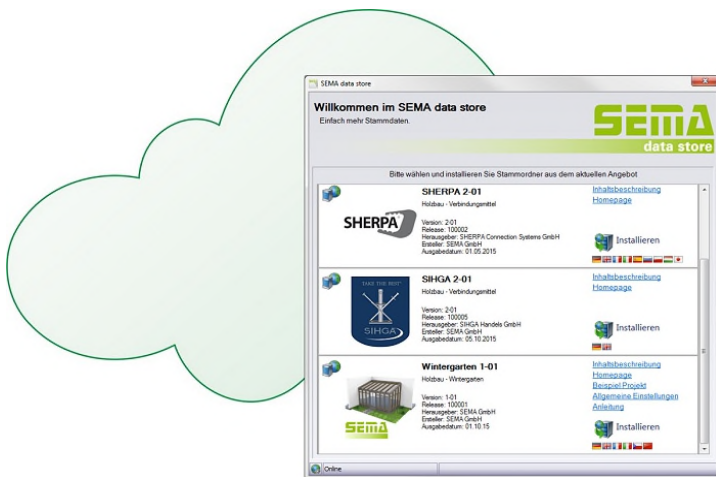 SEMA data store
Willkommen im SEMA data store
Einfach mehr Stammdaten.
SEMA
data store
Bitte wählen und installieren Sie Stammordner aus dem aktuellen Angebot
SHERPA
SHERPA 2-01
Holzbau - Verbindungsmittel
Version: 2-01
Release: 100002
Herausgeber: SHERPA Connection Systems GmbH
Ersteller: SEMA GmbH
Ausgabedatum: 01.05.2015
Inhaltsbeschreibung
Homepage
Installieren
TAKE THE BEST
SIHGA
SIHGA 2-01
Holzbau - Verbindungsmittel
Version: 2-01
Release: 100005
Herausgeber: SIHGA Handels GmbH
Ersteller: SEMA GmbH
Ausgabedatum: 05.10.2015
Inhaltsbeschreibung
Homepage
Installieren
SEMA
Wintergarten 1-01
Holzbau - Wintergarten
Version: 1-01
Release: 100001
Herausgeber: SEMA GmbH
Ersteller: SEMA GmbH
Ausgabedatum: 01.10.15
Inhaltsbeschreibung
Homepage
Beispiel Projekt
Allgemeine Einstellungen
Anleitung
Installieren
Online